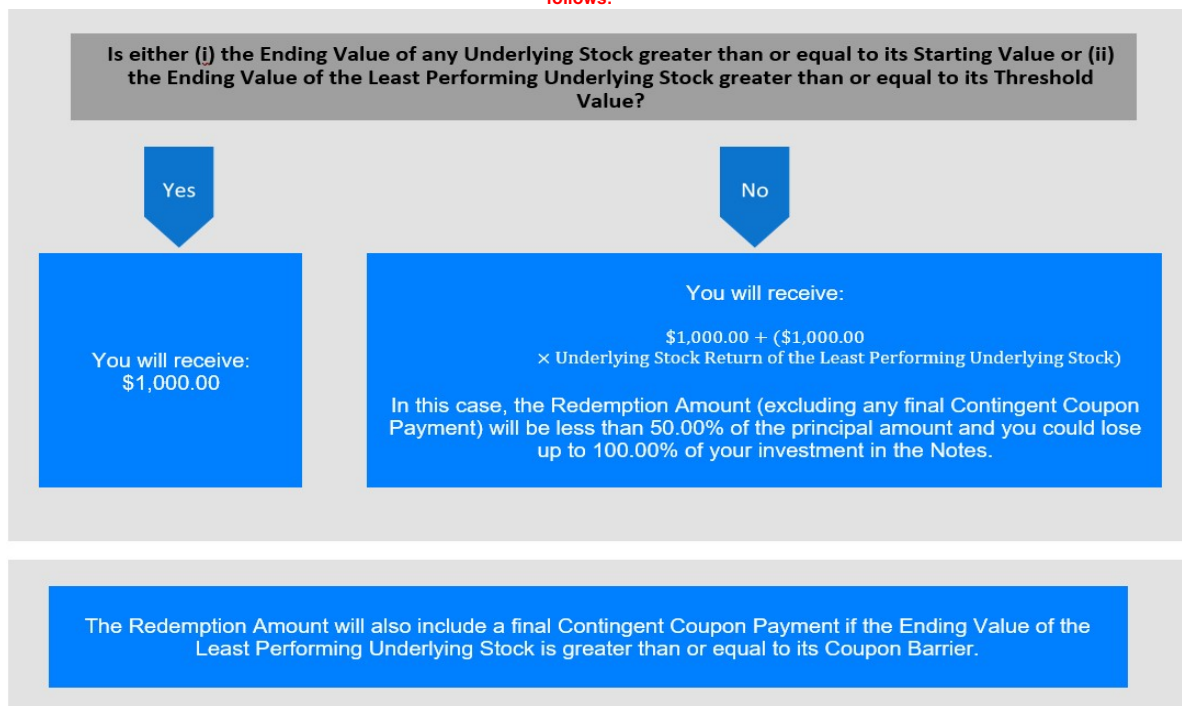 follows:
Is either (i) the Ending Value of any Underlying Stock greater than or equal to its Starting Value or (ii)
the Ending Value of the Least Performing Underlying Stock greater than or equal to its Threshold
Value?
Yes
No
You will receive:
$1,000.00
You will receive:
$1,000.00 + ($1,000.00
× Underlying Stock Return of the Least Performing Underlying Stock)
In this case, the Redemption Amount (excluding any final Contingent Coupon
Payment) will be less than 50.00% of the principal amount and you could lose
up to 100.00% of your investment in the Notes.
The Redemption Amount will also include a final Contingent Coupon Payment if the Ending Value of the
Least Performing Underlying Stock is greater than or equal to its Coupon Barrier.